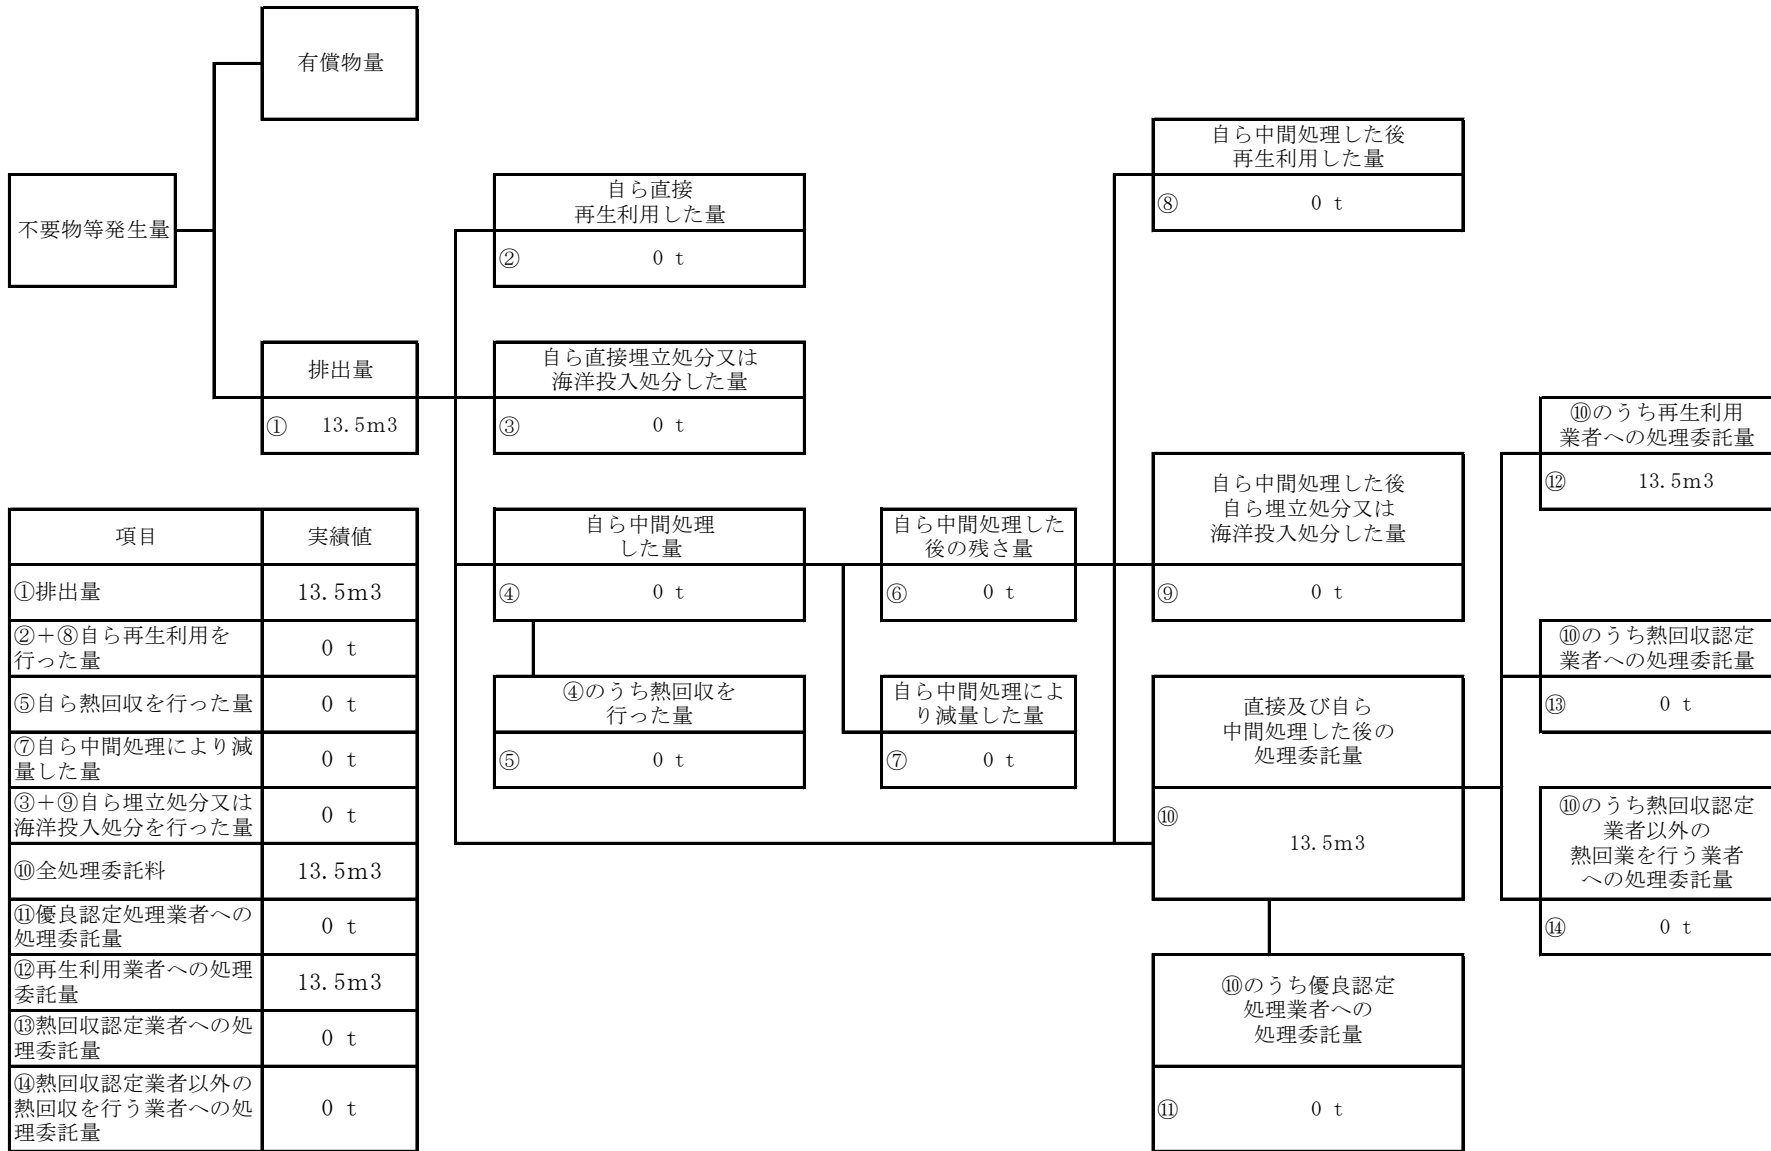 有償物量
不要物等発生量
排出量
① 13.5m3
自ら直接
再生利用した量
② 0 t
自ら直接埋立処分又は
海洋投入処分した量
③ 0 t
自ら中間処理
した量
④ 0 t
④のうち熱回収を
行った量
⑤ 0 t
自ら中間処理した
後の残さ量
⑥ 0 t
自ら中間処理によ
り減量した量
⑦ 0 t
自ら中間処理した後
再生利用した量
⑧ 0 t
自ら中間処理した後
自ら埋立処分又は
海洋投入処分した量
⑨ 0 t
直接及び自ら
中間処理した後の
処理委託量
⑩
13.5m3
⑩のうち優良認定
処理業者への
処理委託量
⑪ 0 t
⑩のうち再生利用
業者への処理委託量
⑫ 13.5m3
⑩のうち熱回収認定
業者への処理委託量
⑬ 0 t
⑩のうち熱回収認定
業者以外の
熱回業を行う業者
への処理委託量
⑭ 0 t
項目 実績値
①排出量 13.5m3
②＋⑧自ら再生利用を
行った量 0 t
⑤自ら熱回収を行った量 0 t
⑦自ら中間処理により減
量した量 0 t
③＋⑨自ら埋立処分又は
海洋投入処分を行った量 0 t
⑩全処理委託料 13.5m3
⑪優良認定処理業者への
処理委託量 0 t
⑫再生利用業者への処理
委託量 13.5m3
⑬熱回収認定業者への処
理委託量 0 t
⑭熱回収認定業者以外の
熱回収を行う業者への処
理委託量 0 t